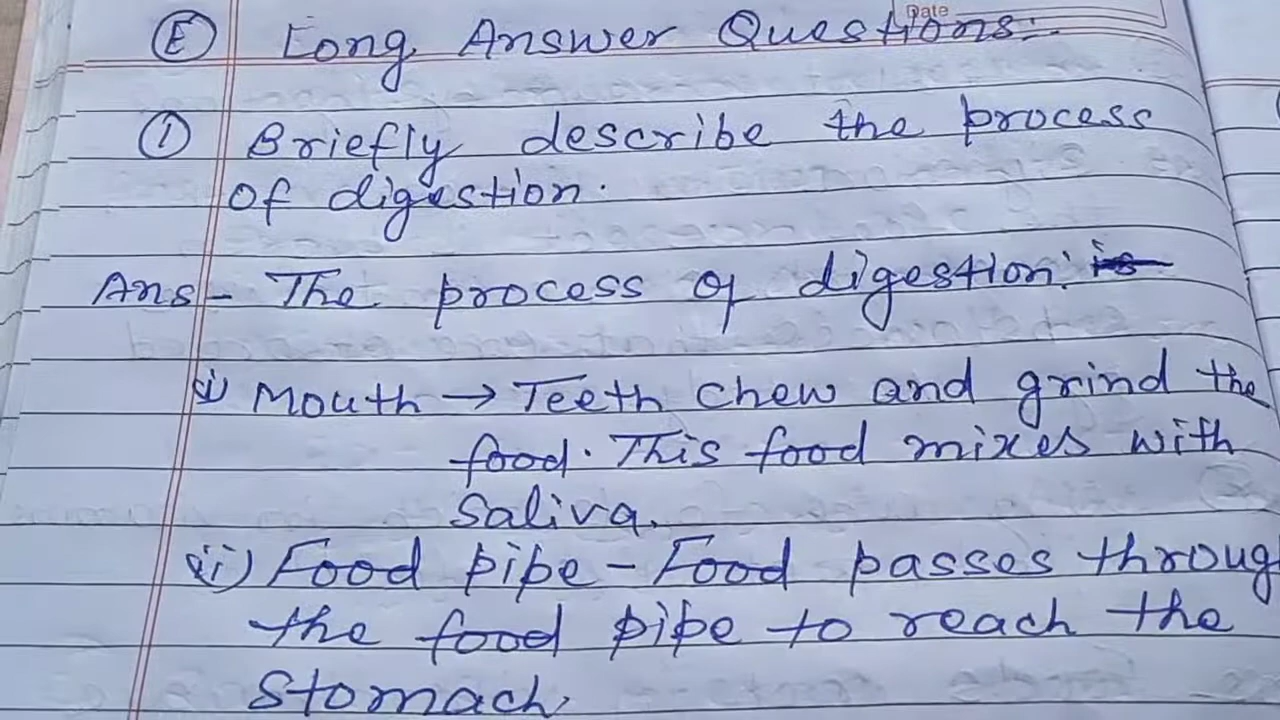 Date
Ⓔ Long Answer Questions:
① Briefly describe the process
of digestion.
Ans - The process of digestion:
i) Mouth → Teeth chew and grind the
food. This food mixes with
saliva.
ii) Food pipe - Food passes throug
the food pipe to reach the
stomach.